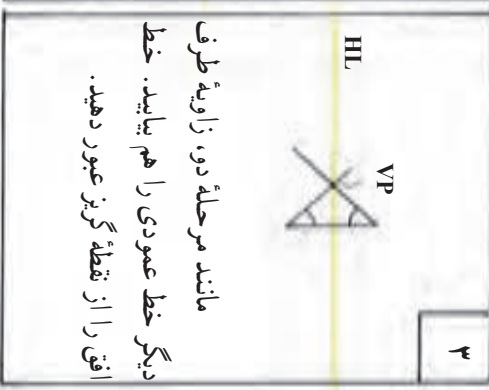 ۳
VP
HL
مانند مرحلهٔ دو، زاویهٔ طرف
دیگر خط عمودی را هم بیابید. خط
افق را از نقطهٔ گریز عبور دهید.